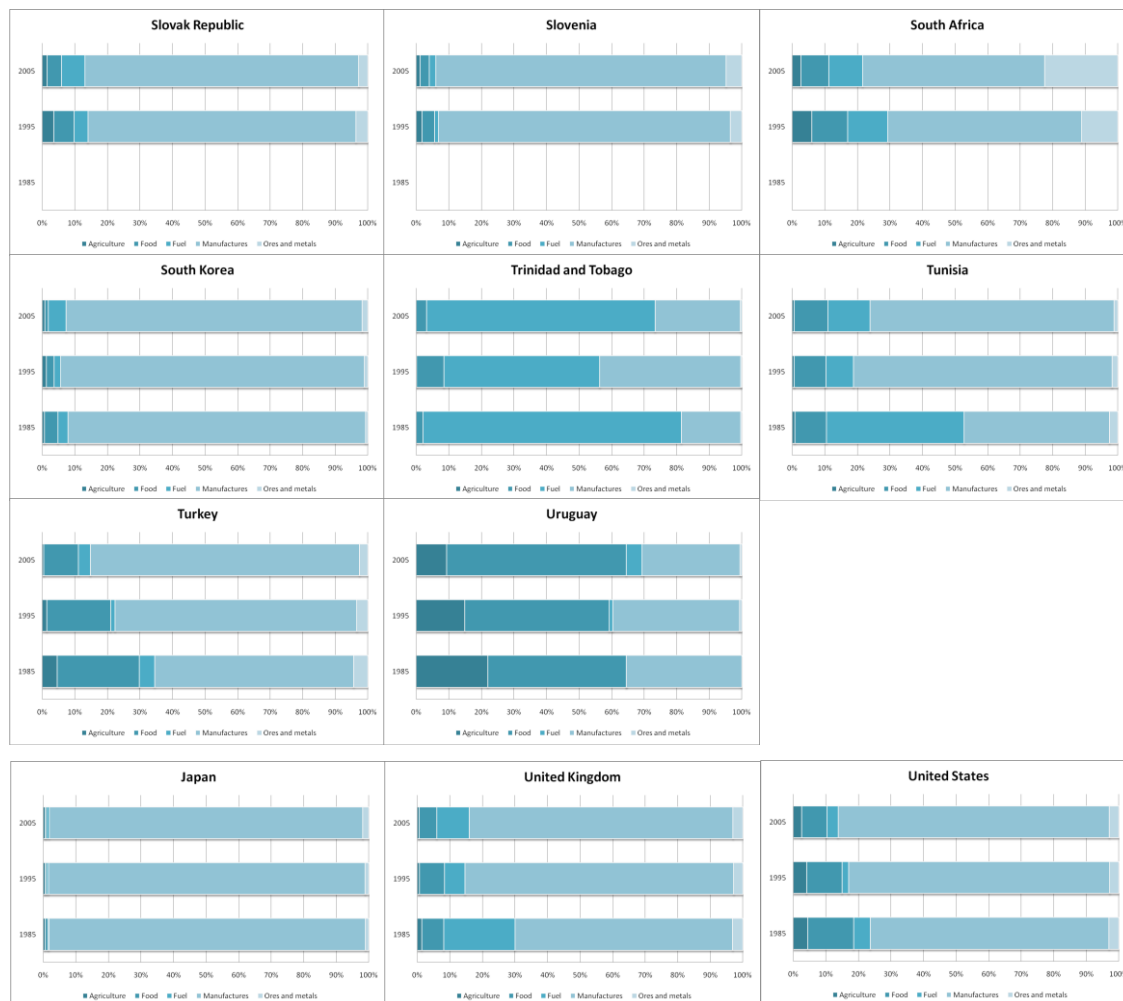 Slovak Republic
2005
1995
1985
0% 10% 20% 30% 40% 50% 60% 70% 80% 90% 100%
Agriculture Food Fuel Manufactures Ores and metals
Slovenia
2005
1995
1985
0% 10% 20% 30% 40% 50% 60% 70% 80% 90% 100%
Agriculture Food Fuel Manufactures Ores and metals
South Africa
2005
1995
1985
0% 10% 20% 30% 40% 50% 60% 70% 80% 90% 100%
Agriculture Food Fuel Manufactures Ores and metals
South Korea
2005
1995
1985
0% 10% 20% 30% 40% 50% 60% 70% 80% 90% 100%
Agriculture Food Fuel Manufactures Ores and metals
Trinidad and Tobago
2005
1995
1985
0% 10% 20% 30% 40% 50% 60% 70% 80% 90% 100%
Agriculture Food Fuel Manufactures Ores and metals
Tunisia
2005
1995
1985
0% 10% 20% 30% 40% 50% 60% 70% 80% 90% 100%
Agriculture Food Fuel Manufactures Ores and metals
Turkey
2005
1995
1985
0% 10% 20% 30% 40% 50% 60% 70% 80% 90% 100%
Agriculture Food Fuel Manufactures Ores and metals
Uruguay
2005
1995
1985
0% 10% 20% 30% 40% 50% 60% 70% 80% 90% 100%
Agriculture Food Fuel Manufactures Ores and metals
Japan
2005
1995
1985
0% 10% 20% 30% 40% 50% 60% 70% 80% 90% 100%
Agriculture Food Fuel Manufactures Ores and metals
United Kingdom
2005
1995
1985
0% 10% 20% 30% 40% 50% 60% 70% 80% 90% 100%
Agriculture Food Fuel Manufactures Ores and metals
United States
2005
1995
1985
0% 10% 20% 30% 40% 50% 60% 70% 80% 90% 100%
Agriculture Food Fuel Manufactures Ores and metals